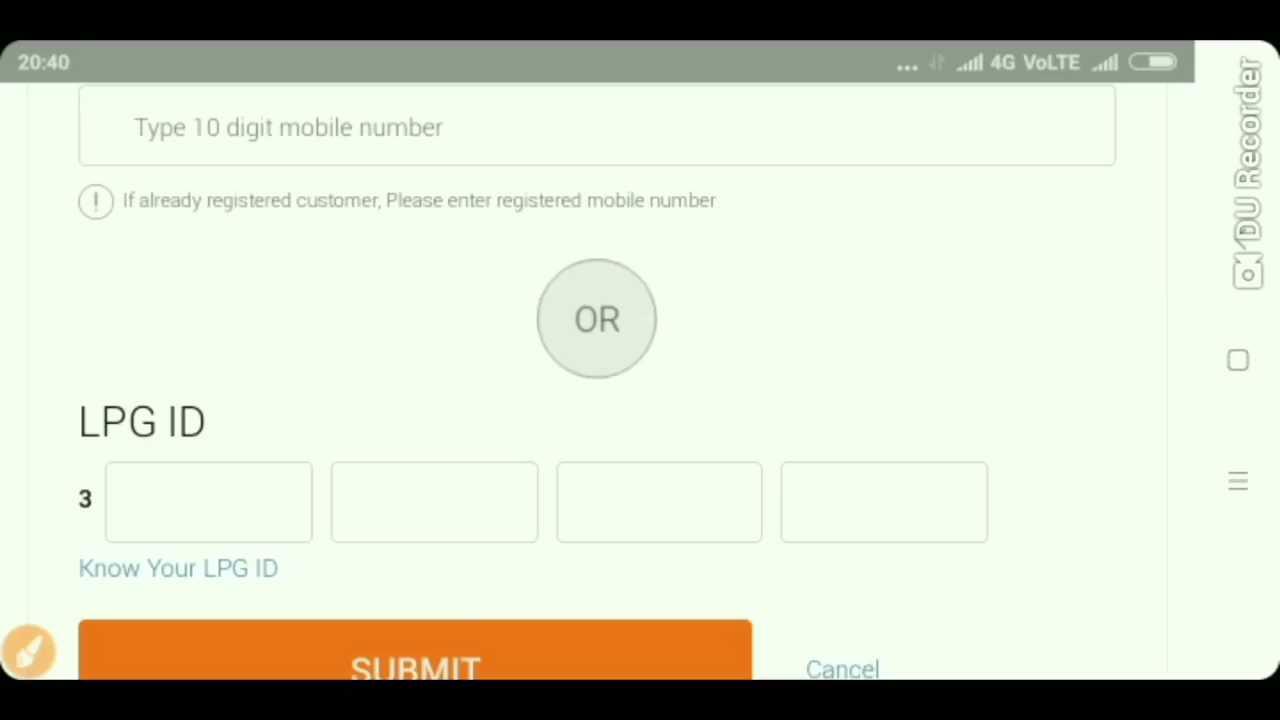 20:40
... 4G VoLTE
Type 10 digit mobile number
If already registered customer, Please enter registered mobile number
OR
LPG ID
3
Know Your LPG ID
SUBMIT
Cancel
DU Recorder